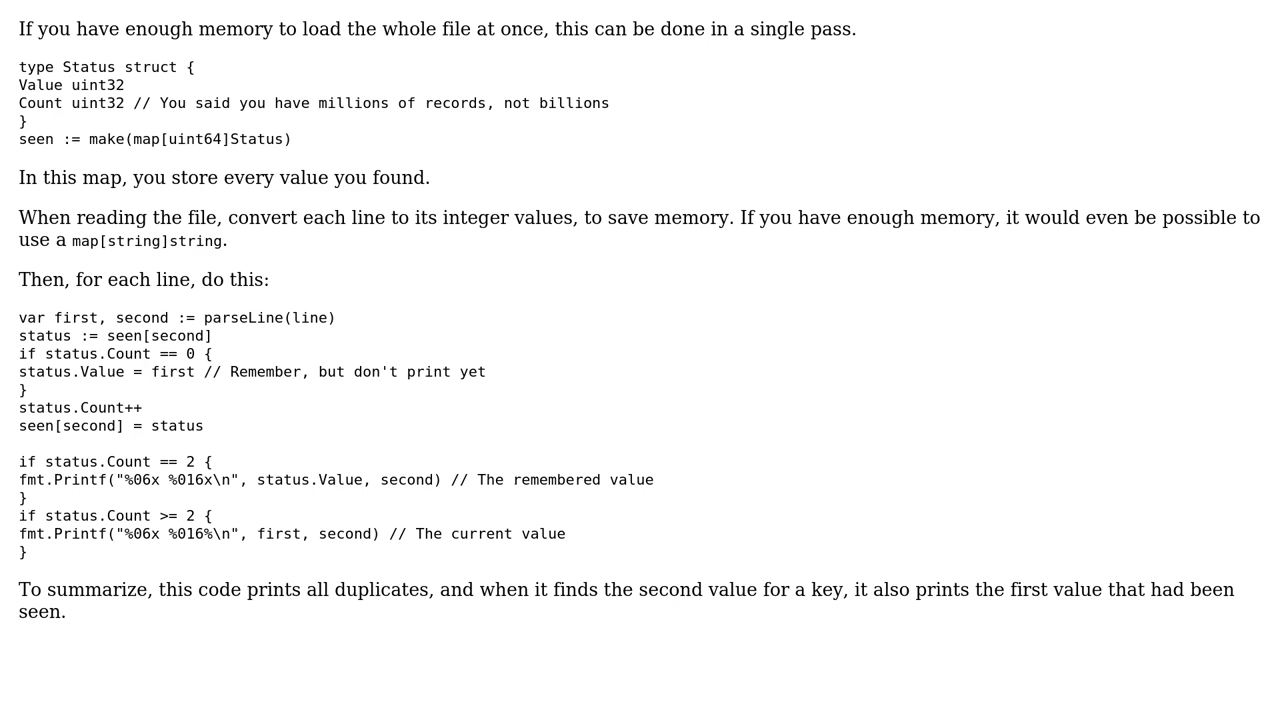 If you have enough memory to load the whole file at once, this can be done in a single pass.
type Status struct {
Value uint32
Count uint32 // You said you have millions of records, not billions
}
seen := make(map[uint64]Status)
In this map, you store every value you found.
When reading the file, convert each line to its integer values, to save memory. If you have enough memory, it would even be possible to
use a map[string]string.
Then, for each line, do this:
var first, second := parseLine(line)
status := seen[second]
if status.Count == 0 {
status.Value = first // Remember, but don't print yet
}
status.Count++
seen[second] = status
if status.Count == 2 {
fmt.Printf("%06x %016x\n", status.Value, second) // The remembered value
}
if status.Count >= 2 {
fmt.Printf("%06x %016%\n", first, second) // The current value
}
To summarize, this code prints all duplicates, and when it finds the second value for a key, it also prints the first value that had been
seen.